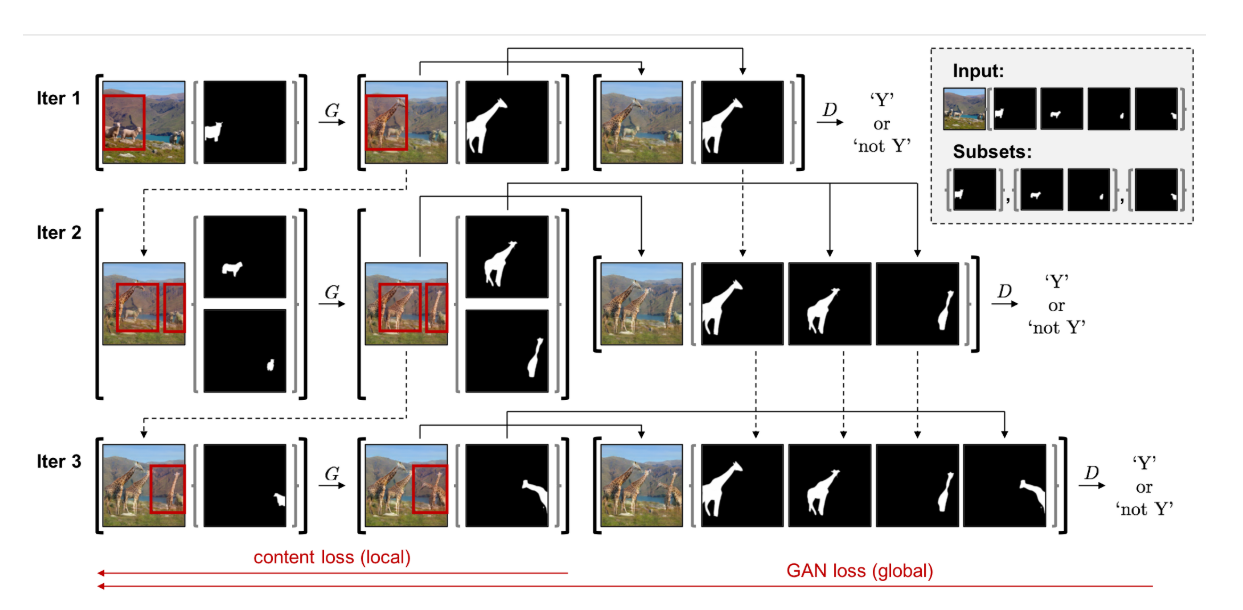 Iter 1
G
D
'Y'
or
'not Y'
Input:
Subsets:
, ,
Iter 2
G
D
'Y'
or
'not Y'
Iter 3
G
D
'Y'
or
'not Y'
content loss (local)
GAN loss (global)